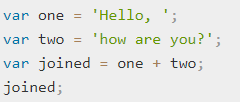 var one = 'Hello, ';
var two = 'how are you?';
var joined = one + two;
joined;